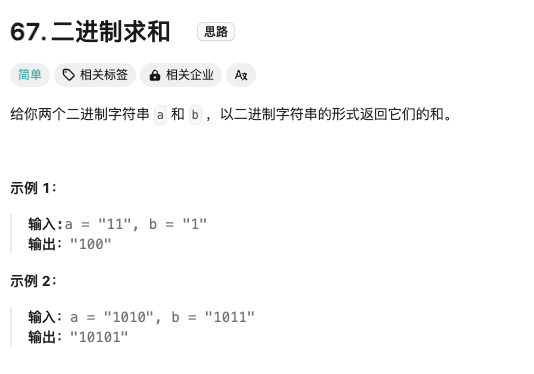 67. 二进制求和 思路
简单 相关标签 相关企业 Aא
给你两个二进制字符串 a 和 b ，以二进制字符串的形式返回它们的和。
示例 1：
输入:a = "11", b = "1"
输出："100"
示例 2：
输入：a = "1010", b = "1011"
输出："10101"